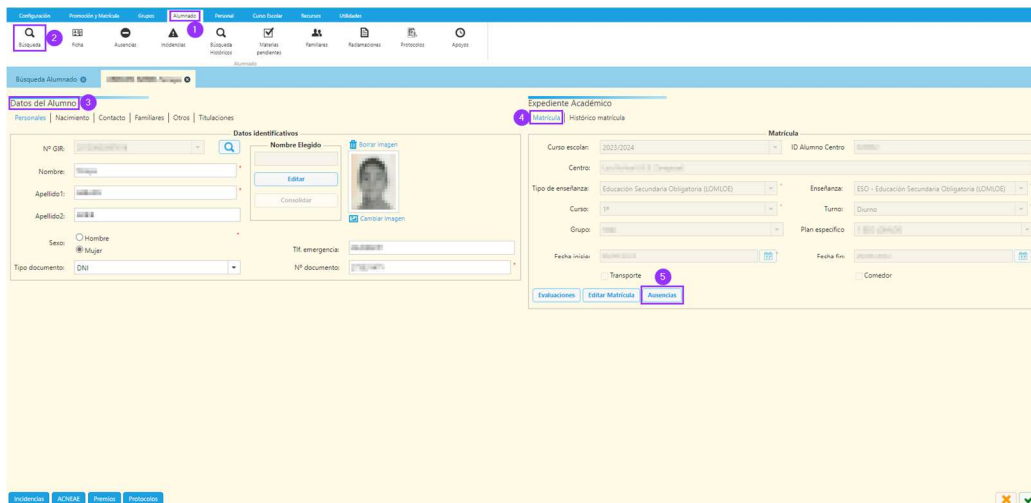 Configuración Promoción y Matrícula Grupos Alumnado Personal Curso Escolar Recursos Utilidades
1
2
Búsqueda Ficha Ausencias Incidencias Búsqueda Históricos Materias pendientes Familiares Reclamaciones Protocolos Apoyos
Alumnado
Búsqueda Alumnado
Datos del Alumno 3
Personales | Nacimiento | Contacto | Familiares | Otros | Titulaciones
Datos identificativos
Nº GIR:
Nombre:
Apellido1:
Apellido2:
Sexo: Hombre
Mujer
Tipo documento: DNI
Nombre Elegido
Editar
Consolidar
Borrar imagen
Cambiar Imagen
Tlf. emergencia:
Nº documento:
Expediente Académico
4 Matrícula | Histórico matrícula
Matrícula
Curso escolar: 2023/2024 ID Alumno Centro
Centro:
Tipo de enseñanza: Educación Secundaria Obligatoria (LOMLOE) * Enseñanza: ESO - Educación Secundaria Obligatoria (LOMLOE)
Curso: 1º * Turno: Diurno
Grupo: Plan específico
Fecha inicio: Fecha fin:
Transporte Comedor
5
Evaluaciones Editar Matrícula Ausencias
Incidencias ACNEAE Premios Protocolos